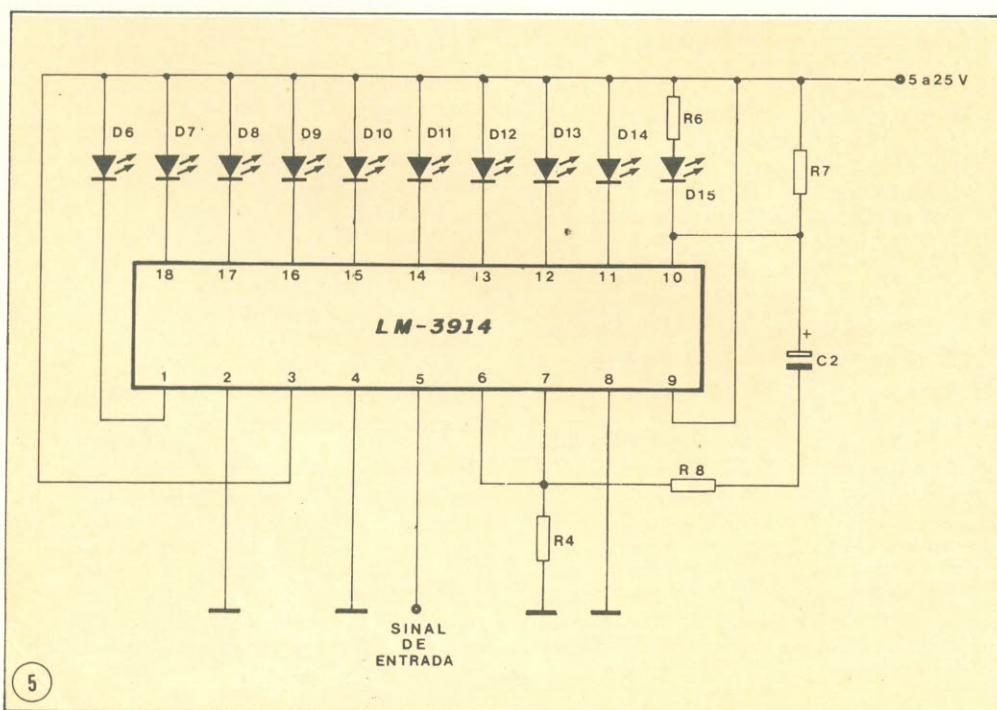 5 a 25 V
D6 D7 D8 D9 D10 D11 D12 D13 D14 R6
D15
R7
18 17 16 15 14 13 12 11 10
LM-3914
1 2 3 4 5 6 7 8 9
+
C2
R8
R4
SINAL
DE
ENTRADA
5